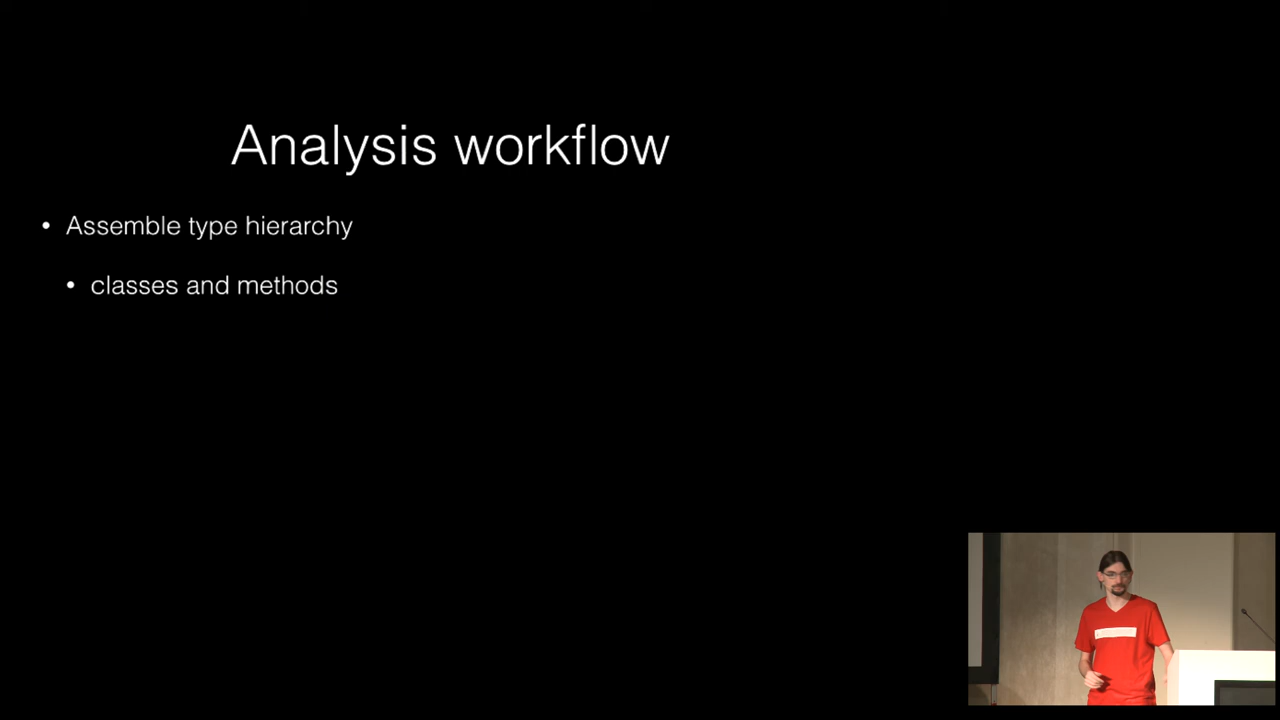 Analysis workflow
• Assemble type hierarchy
• classes and methods